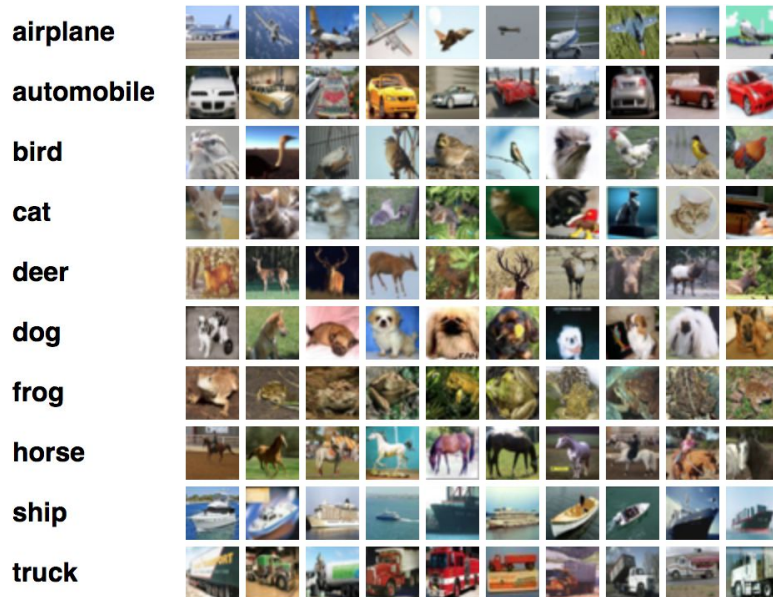 airplane
automobile
bird
cat
deer
dog
frog
horse
ship
truck